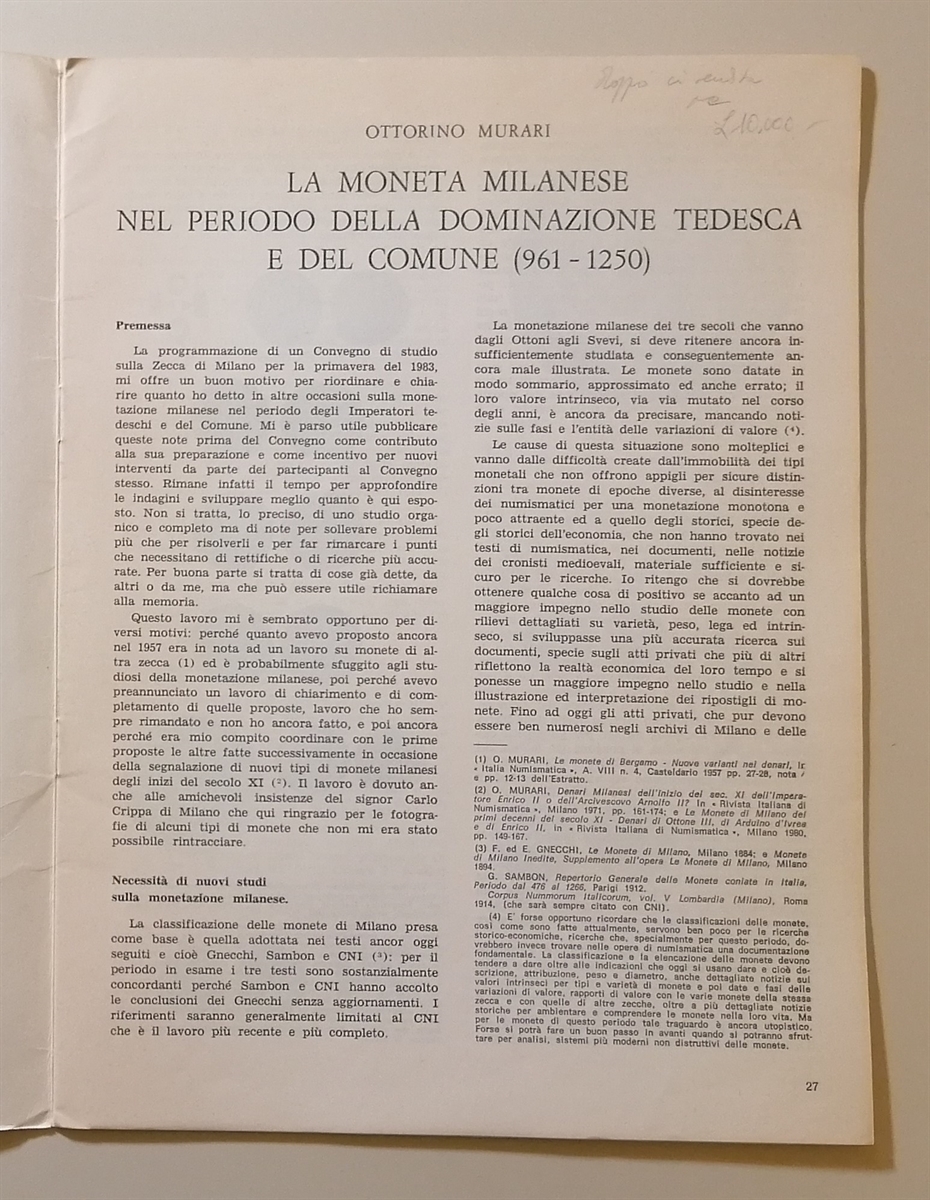 £ 10.000 -
OTTORINO MURARI
LA MONETA MILANESE
NEL PERIODO DELLA DOMINAZIONE TEDESCA
E DEL COMUNE (961 - 1250)
Premessa
La programmazione di un Convegno di studio
sulla Zecca di Milano per la primavera del 1983,
mi offre un buon motivo per riordinare e chia-
rire quanto ho detto in altre occasioni sulla mone-
tazione milanese nel periodo degli Imperatori te-
deschi e del Comune. Mi è parso utile pubblicare
queste note prima del Convegno come contributo
alla sua preparazione e come incentivo per nuovi
interventi da parte dei partecipanti al Convegno
stesso. Rimane infatti il tempo per approfondire
le indagini e sviluppare meglio quanto è qui espo-
sto. Non si tratta, lo preciso, di uno studio orga-
nico e completo ma di note per sollevare problemi
più che per risolverli e per far rimarcare i punti
che necessitano di rettifiche o di ricerche più accu-
rate. Per buona parte si tratta di cose già dette, da
altri o da me, ma che può essere utile richiamare
alla memoria.
Questo lavoro mi è sembrato opportuno per di-
versi motivi: perché quanto avevo proposto ancora
nel 1957 era in nota ad un lavoro su monete di al-
tra zecca (1) ed è probabilmente sfuggito agli stu-
diosi della monetazione milanese, poi perché avevo
preannunciato un lavoro di chiarimento e di com-
pletamento di quelle proposte, lavoro che ho sem-
pre rimandato e non ho ancora fatto, e poi ancora
perché era mio compito coordinare con le prime
proposte le altre fatte successivamente in occasione
della segnalazione di nuovi tipi di monete milanesi
degli inizi del secolo XI (²). Il lavoro è dovuto an-
che alle amichevoli insistenze del signor Carlo
Crippa di Milano che qui ringrazio per le fotogra-
fie di alcuni tipi di monete che non mi era stato
possibile rintracciare.
Necessità di nuovi studi
sulla monetazione milanese.
La classificazione delle monete di Milano presa
come base è quella adottata nei testi ancor oggi
seguiti e cioè Gnecchi, Sambon e CNI (³): per il
periodo in esame i tre testi sono sostanzialmente
concordanti perché Sambon e CNI hanno accolto
le conclusioni dei Gnecchi senza aggiornamenti. I
riferimenti saranno generalmente limitati al CNI
che è il lavoro più recente e più completo.
La monetazione milanese dei tre secoli che vanno
dagli Ottoni agli Svevi, si deve ritenere ancora in-
sufficientemente studiata e conseguentemente an-
cora male illustrata. Le monete sono datate in
modo sommario, approssimato ed anche errato; il
loro valore intrinseco, via via mutato nel corso
degli anni, è ancora da precisare, mancando noti-
zie sulle fasi e l'entità delle variazioni di valore (⁴).
Le cause di questa situazione sono molteplici e
vanno dalle difficoltà create dall'immobilità dei tipi
monetali che non offrono appigli per sicure distin-
zioni tra monete di epoche diverse, al disinteresse
dei numismatici per una monetazione monotona e
poco attraente ed a quello degli storici, specie de-
gli storici dell'economia, che non hanno trovato nei
testi di numismatica, nei documenti, nelle notizie
dei cronisti medioevali, materiale sufficiente e si-
curo per le ricerche. Io ritengo che si dovrebbe
ottenere qualche cosa di positivo se accanto ad un
maggiore impegno nello studio delle monete con
rilievi dettagliati su varietà, peso, lega ed intrin-
seco, si sviluppasse una più accurata ricerca sui
documenti, specie sugli atti privati che più di altri
riflettono la realtà economica del loro tempo e si
ponesse un maggiore impegno nello studio e nella
illustrazione ed interpretazione dei ripostigli di mo-
nete. Fino ad oggi gli atti privati, che pur devono
essere ben numerosi negli archivi di Milano e delle
(1) O. MURARI, Le monete di Bergamo - Nuove varianti nei denari, in
« Italia Numismatica », A. VIII n. 4, Casteldario 1957 pp. 27-28, nota
e pp. 12-13 dell'Estratto.
(2) O. MURARI, Denari Milanesi dell'inizio del sec. XI dell'Impera-
tore Enrico II o dell'Arcivescovo Arnolfo II? in « Rivista Italiana di
Numismatica », Milano 1971, pp. 161-174; e Le Monete di Milano dei
primi decenni del secolo XI - Denari di Ottone III, di Arduino d'Ivrea
e di Enrico II, in « Rivista Italiana di Numismatica », Milano 1980,
pp. 149-167.
(3) F. ed E. GNECCHI, Le Monete di Milano, Milano 1884; e Monete
di Milano Inedite, Supplemento all'opera Le Monete di Milano, Milano
1894.
G. SAMBON, Repertorio Generale delle Monete coniate in Italia,
Periodo dal 476 al 1266, Parigi 1912.
Corpus Nummorum Italicorum, vol. V Lombardia (Milano), Roma
1914, (che sarà sempre citato con CNI).
(4) E' forse opportuno ricordare che le classificazioni delle monete,
così come sono fatte attualmente, servono ben poco per le ricerche
storico-economiche, ricerche che, specialmente per questo periodo, do-
vrebbero invece trovare nelle opere di numismatica una documentazione
fondamentale. La classificazione e la elencazione delle monete devono
tendere a dare oltre alle indicazioni che oggi si usano dare e cioè de-
scrizione, attribuzione, peso e diametro, anche dettagliate notizie sui
valori intrinseci per tipi e varietà di monete e poi date e fasi delle
variazioni di valore, rapporti di valore con le varie monete della stessa
zecca e con quelle di altre zecche, oltre a più dettagliate notizie
storiche per ambientare e comprendere le monete nella loro vita. Ma
per le monete di questo periodo tale traguardo è ancora utopistico.
Forse si potrà fare un buon passo in avanti quando si potranno sfrut-
tare per analisi, sistemi più moderni non distruttivi delle monete.
27